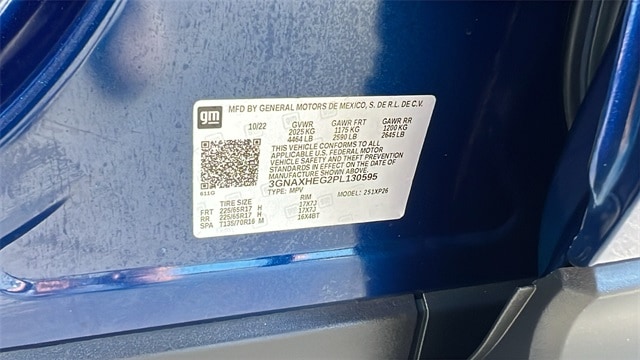 gm
MFD BY GENERAL MOTORS DE MEXICO, S. DE R.L. DE C.V.
10/22 GVWR GAWR FRT GAWR RR
2025 KG 1175 KG 1200 KG
4464 LB 2590 LB 2645 LB
THIS VEHICLE CONFORMS TO ALL
APPLICABLE U.S. FEDERAL MOTOR
VEHICLE SAFETY AND THEFT PREVENTION
STANDARDS IN EFFECT ON THE DATE OF
MANUFACTURE SHOWN ABOVE
3GNAXHEG2PL130595
611G TYPE: MPV MODEL: 251XP26
TIRE SIZE RIM
FRT 225/65R17 H 17X7J
RR 225/65R17 H 17X7J
SPA T135/70R16 M 16X4BT